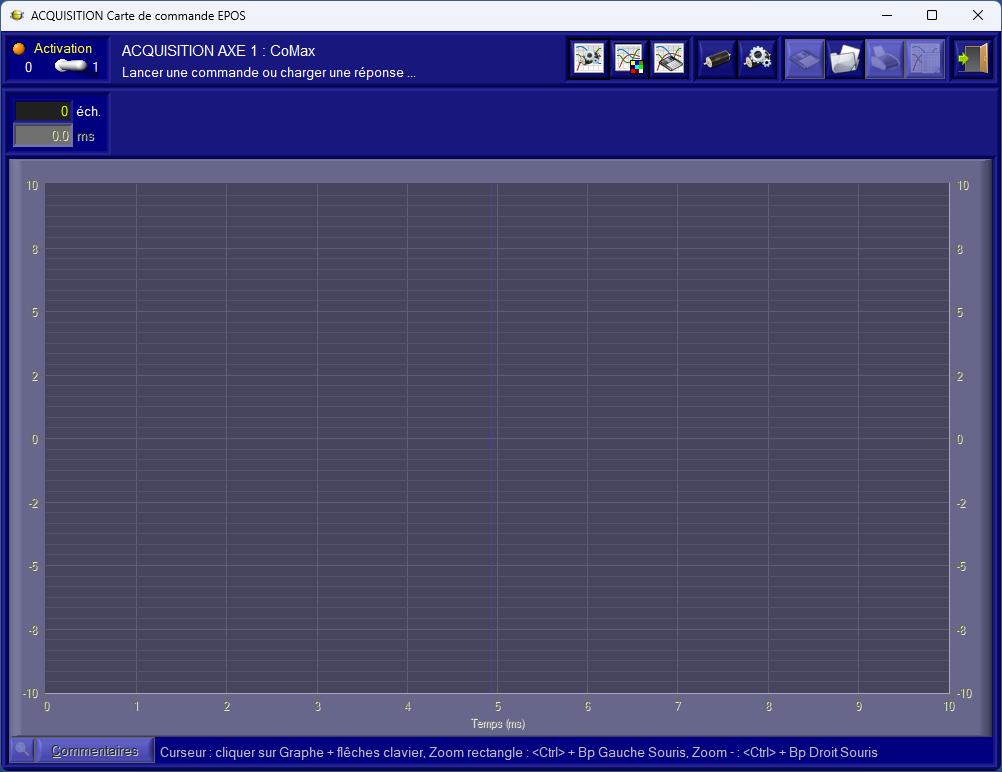 ACQUISITION Carte de commande EPOS
Activation
0 1
ACQUISITION AXE 1 : CoMax
Lancer une commande ou charger une réponse ...
0 éch.
0.0 ms
10 10
8 8
5 5
2 2
0 0
-2 -2
-5 -5
-8 -8
-10 -10
0 1 2 3 4 5 6 7 8 9 10
Temps (ms)
Commentaires
Curseur : cliquer sur Graphe + flêches clavier, Zoom rectangle : <Ctrl> + Bp Gauche Souris, Zoom - : <Ctrl> + Bp Droit Souris